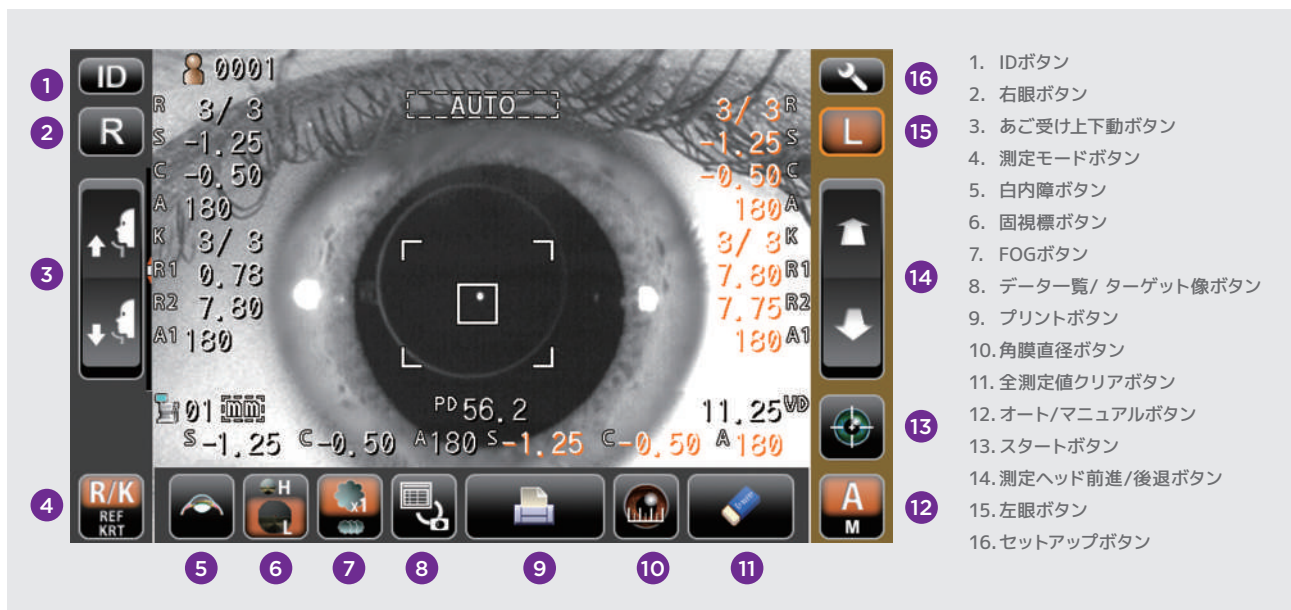 1
ID
0001
16
2
R
AUTO
L
15
R 3/ 3
3/ 3 R
S -1.25
-1.25 S
C -0.50
-0.50 C
A 180
180 A
K 3/ 3
3/ 3 K
R1 0.78
7.80 R1
R2 7.80
7.75 R2
A1 180
180 A1
3
14
13
01 mm
PD 56.2
11.25 VD
S -1.25 C -0.50 A 180 S -1.25 C -0.50 A 180
4
R/K
REF
KRT
H
L
x1
A
M
12
5
6
7
8
9
10
11
1. IDボタン
2. 右眼ボタン
3. あご受け上下動ボタン
4. 測定モードボタン
5. 白内障ボタン
6. 固視標ボタン
7. FOGボタン
8. データ一覧/ ターゲット像ボタン
9. プリントボタン
10. 角膜直径ボタン
11. 全測定値クリアボタン
12. オート/マニュアルボタン
13. スタートボタン
14. 測定ヘッド前進/後退ボタン
15. 左眼ボタン
16. セットアップボタン